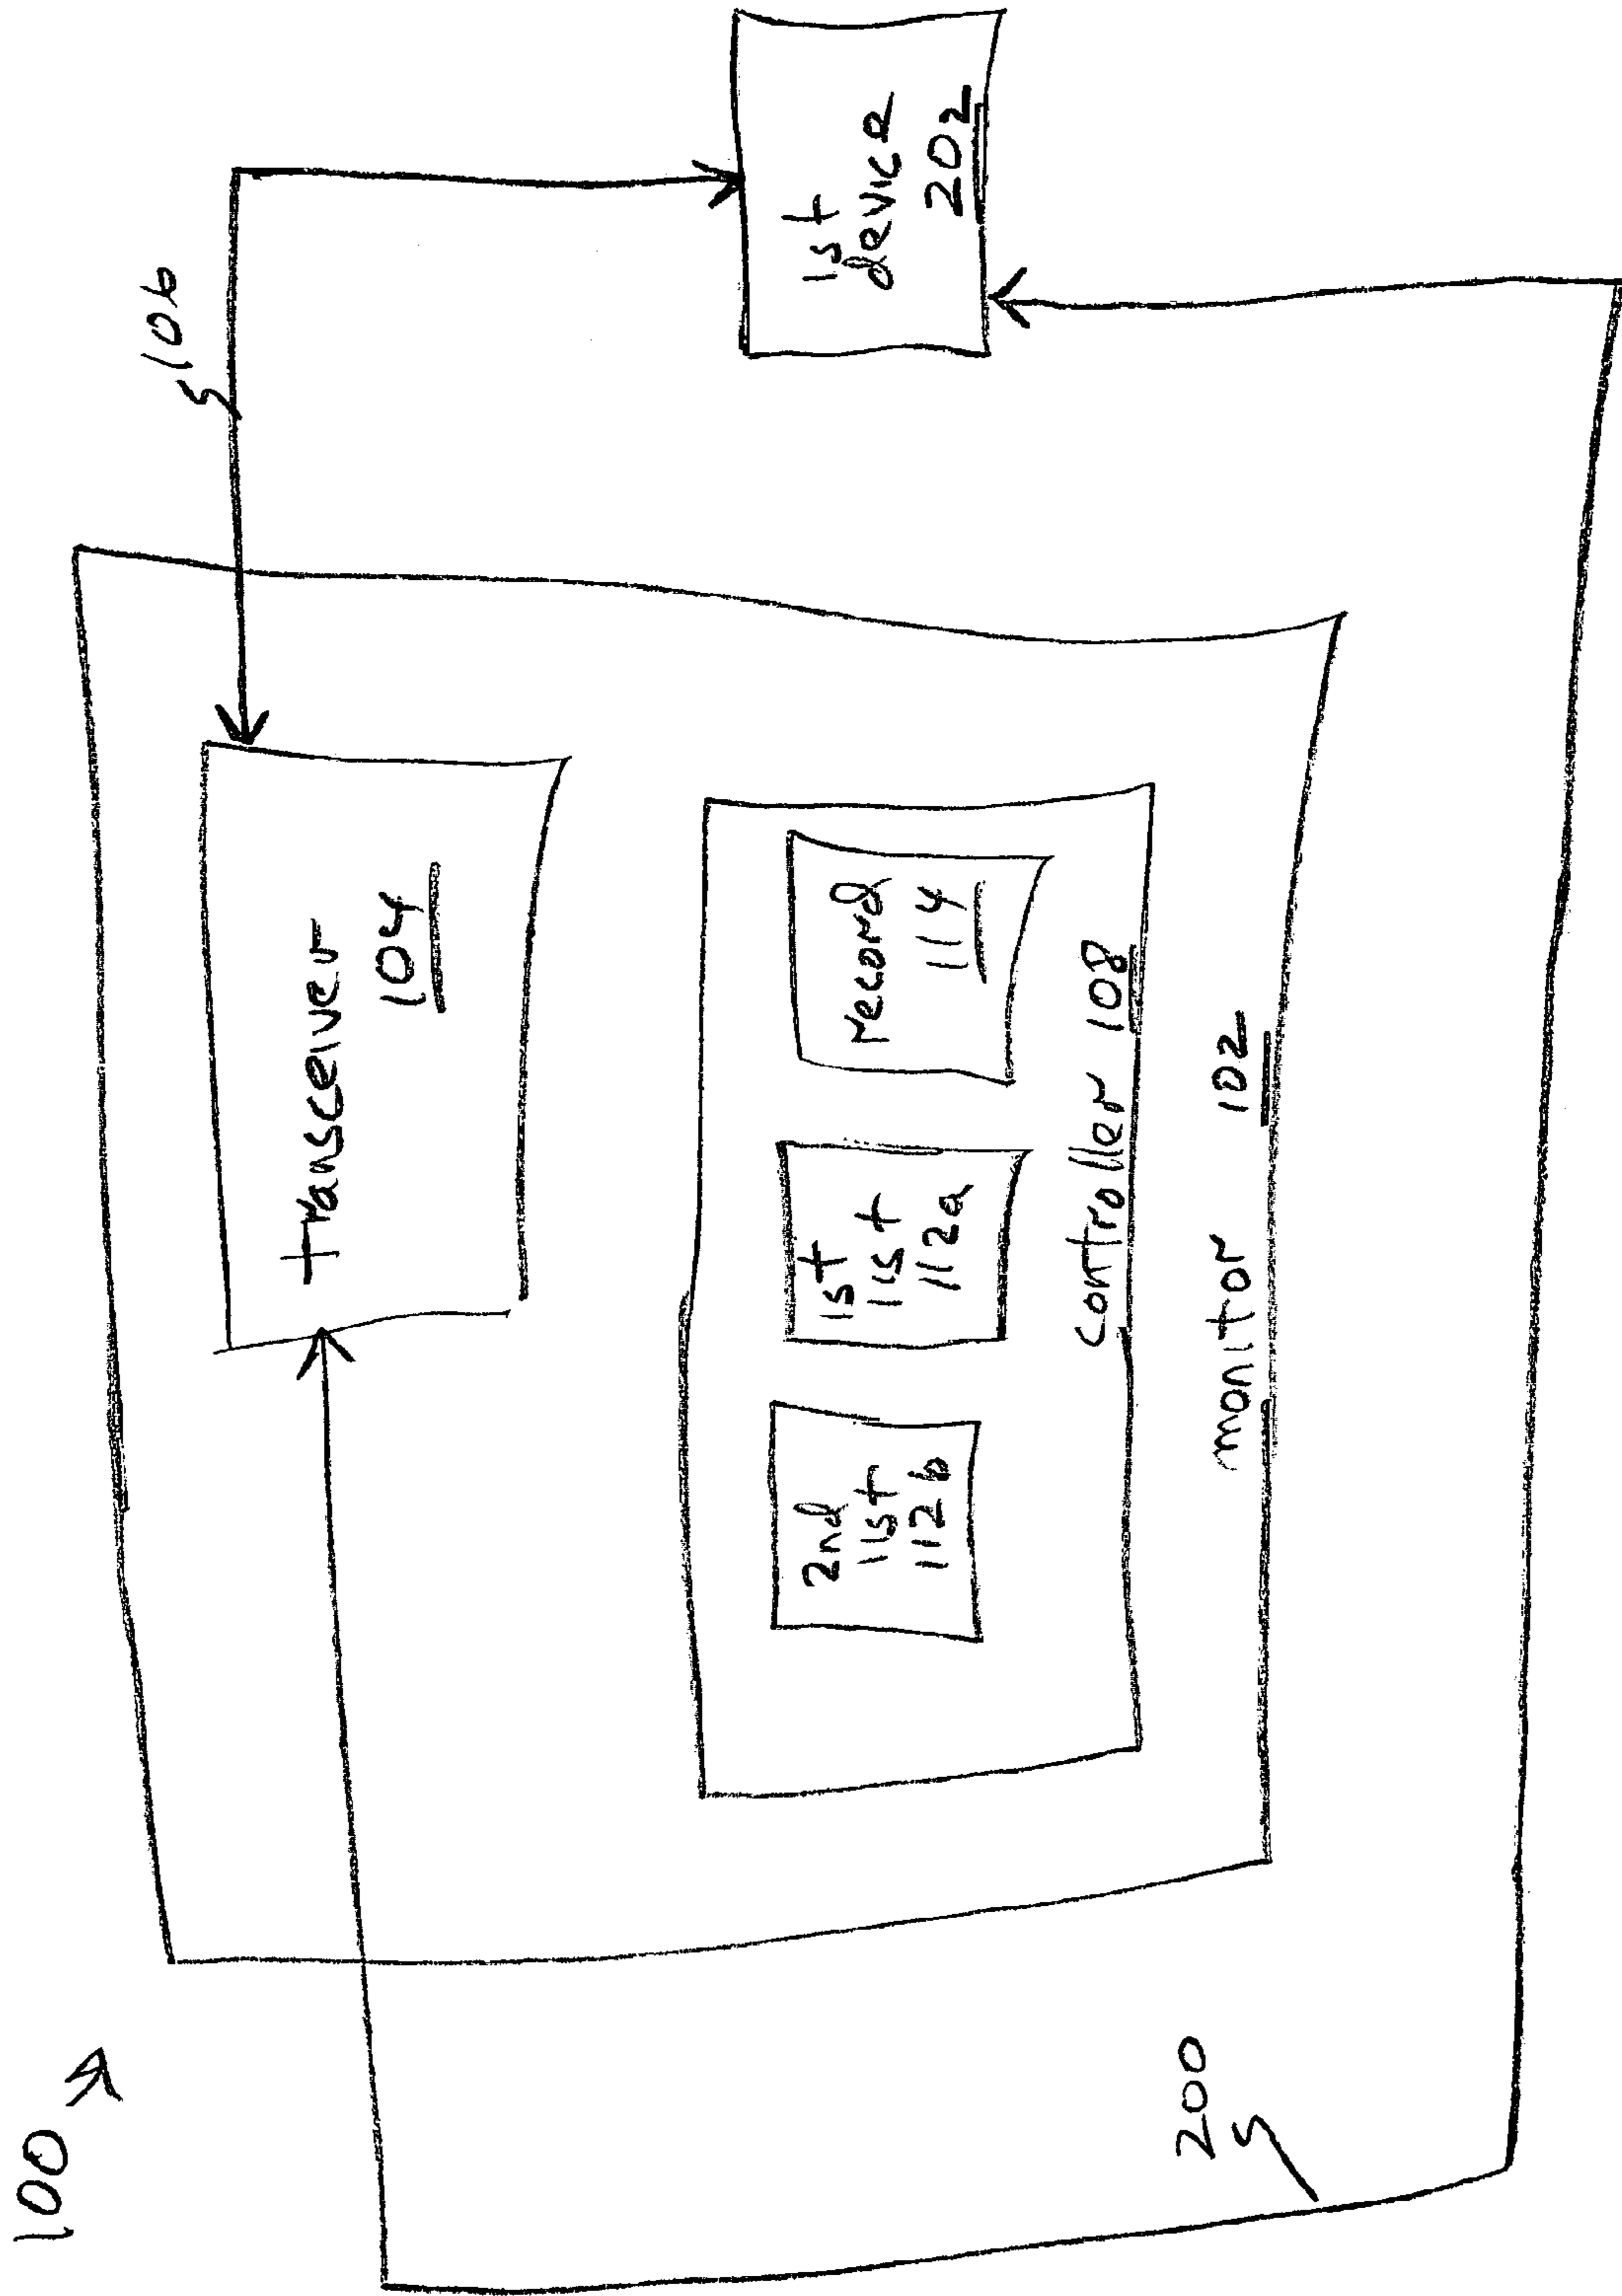 100
106
transceiver
104
1st
device
202
2nd
list
112b
1st
list
112a
record
114
controller 108
monitor 102
200